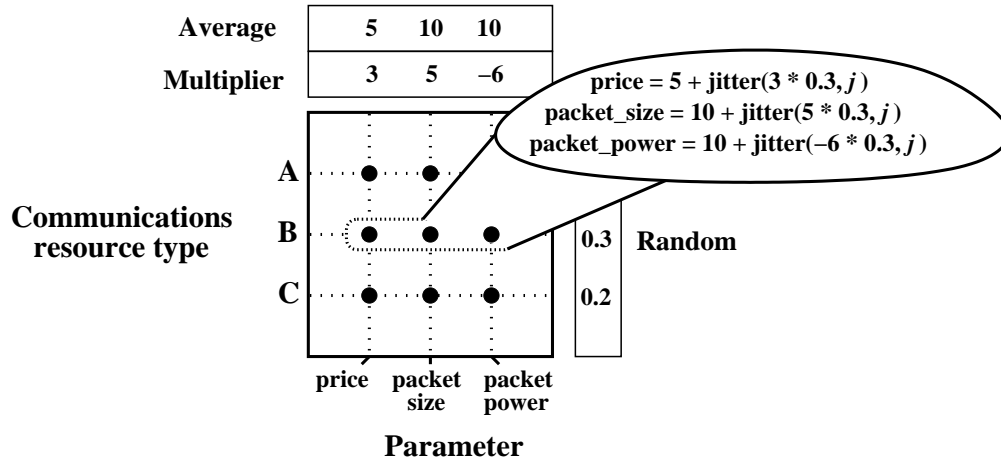 Average 5 10 10
Multiplier 3 5 –6
price = 5 + jitter(3 * 0.3, j )
packet_size = 10 + jitter(5 * 0.3, j )
packet_power = 10 + jitter(–6 * 0.3, j )
A
Communications
resource type
B
C
0.3
0.2
Random
price
packet
size
packet
power
Parameter